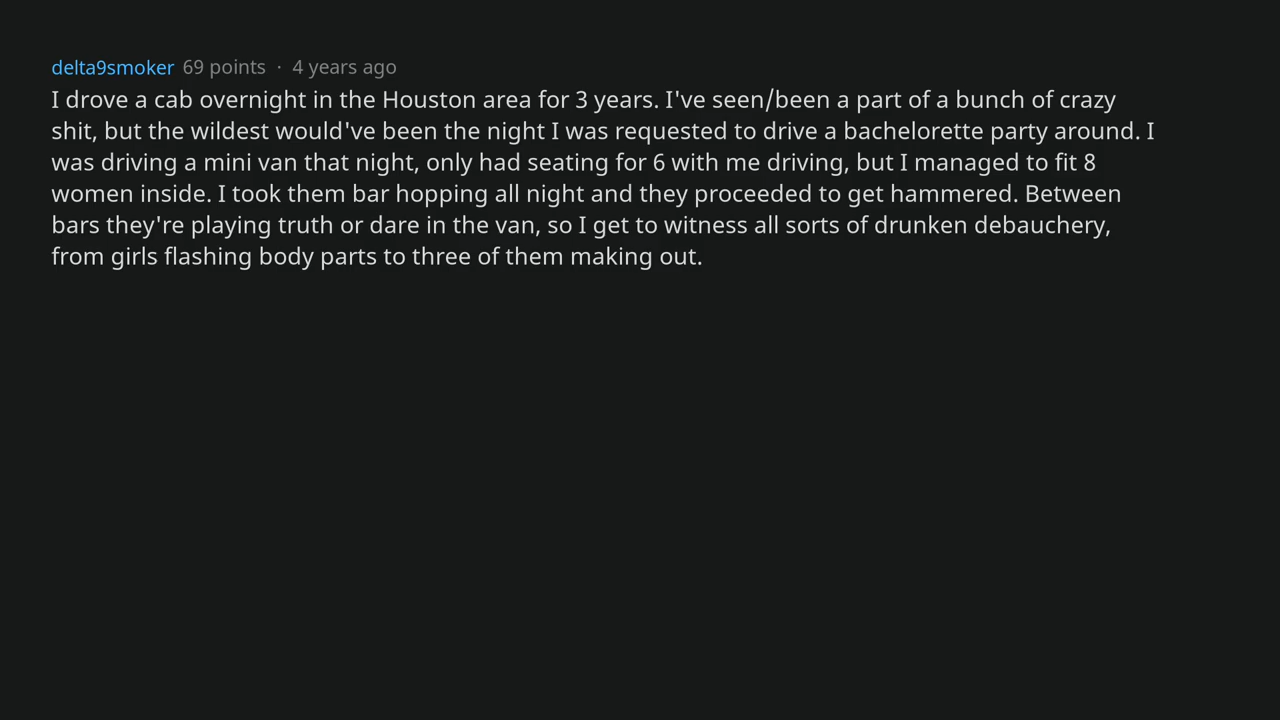 delta9smoker 69 points · 4 years ago
I drove a cab overnight in the Houston area for 3 years. I've seen/been a part of a bunch of crazy
shit, but the wildest would've been the night I was requested to drive a bachelorette party around. I
was driving a mini van that night, only had seating for 6 with me driving, but I managed to fit 8
women inside. I took them bar hopping all night and they proceeded to get hammered. Between
bars they're playing truth or dare in the van, so I get to witness all sorts of drunken debauchery,
from girls flashing body parts to three of them making out.